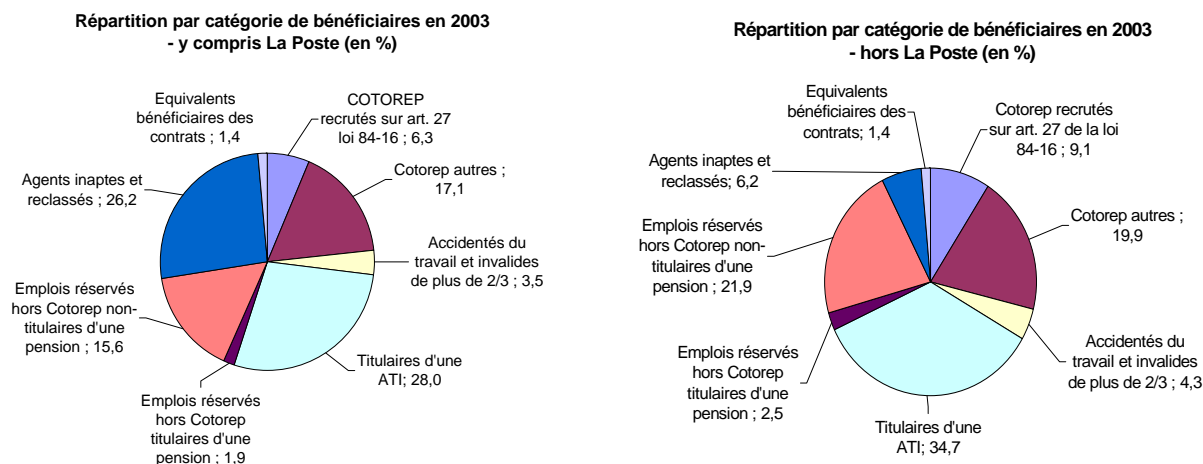 Répartition par catégorie de bénéficiaires en 2003
- y compris La Poste (en %)
Equivalents
bénéficiaires des
contrats ; 1,4
COTOREP
recrutés sur art. 27
loi 84-16 ; 6,3
Cotorep autres ;
17,1
Agents inaptes et
reclassés ; 26,2
Accidentés du
travail et invalides
de plus de 2/3 ; 3,5
Emplois réservés
hors Cotorep non-
titulaires d'une
pension ; 15,6
Titulaires d'une
ATI; 28,0
Emplois réservés
hors Cotorep
titulaires d'une
pension ; 1,9
Répartition par catégorie de bénéficiaires en 2003
- hors La Poste (en %)
Equivalents
bénéficiaires des
contrats; 1,4
Cotorep recrutés
sur art. 27 de la loi
84-16 ; 9,1
Agents inaptes et
reclassés; 6,2
Cotorep autres ;
19,9
Emplois réservés
hors Cotorep non-
titulaires d'une
pension ; 21,9
Accidentés du
travail et invalides
de plus de 2/3 ; 4,3
Emplois réservés
hors Cotorep
titulaires d'une
pension ; 2,5
Titulaires d'une
ATI; 34,7